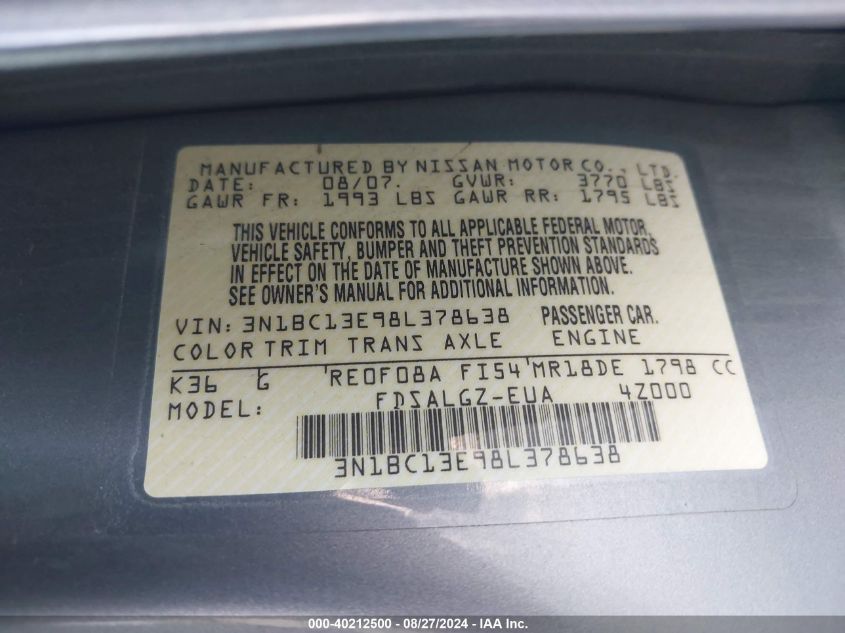 MANUFACTURED BY NISSAN MOTOR CO., LTD.
DATE: 08/07. GVWR: 3770 LBS
GAWR FR: 1993 LBS GAWR RR: 1795 LBS
THIS VEHICLE CONFORMS TO ALL APPLICABLE FEDERAL MOTOR
VEHICLE SAFETY, BUMPER AND THEFT PREVENTION STANDARDS
IN EFFECT ON THE DATE OF MANUFACTURE SHOWN ABOVE.
SEE OWNER'S MANUAL FOR ADDITIONAL INFORMATION.
VIN: 3N1BC13E98L378638 PASSENGER CAR.
COLOR TRIM TRANS AXLE ENGINE
K36 G RE0F08A FI54 MR18DE 1798 CC
MODEL: FDSALGZ-EUA 4Z000
3N1BC13E98L378638
000-40212500 - 08/27/2024 - IAA Inc.